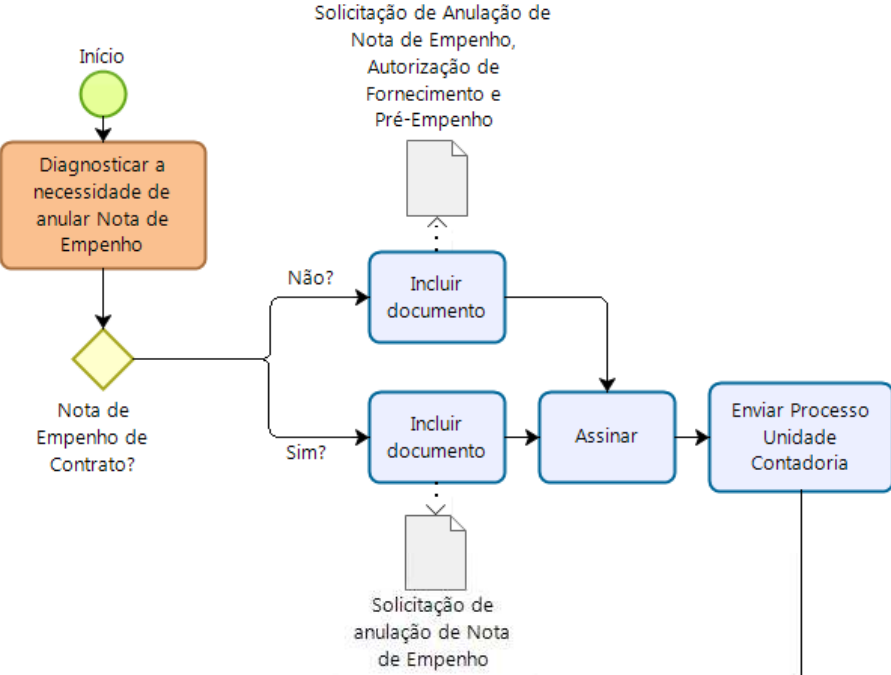 Solicitação de Anulação de
Nota de Empenho,
Autorização de
Fornecimento e
Pré-Empenho
Início
Diagnosticar a
necessidade de
anular Nota de
Empenho
Não?
Incluir
documento
Nota de
Empenho de
Contrato?
Sim?
Incluir
documento
Assinar
Enviar Processo
Unidade
Contadoria
Solicitação de
anulação de Nota
de Empenho